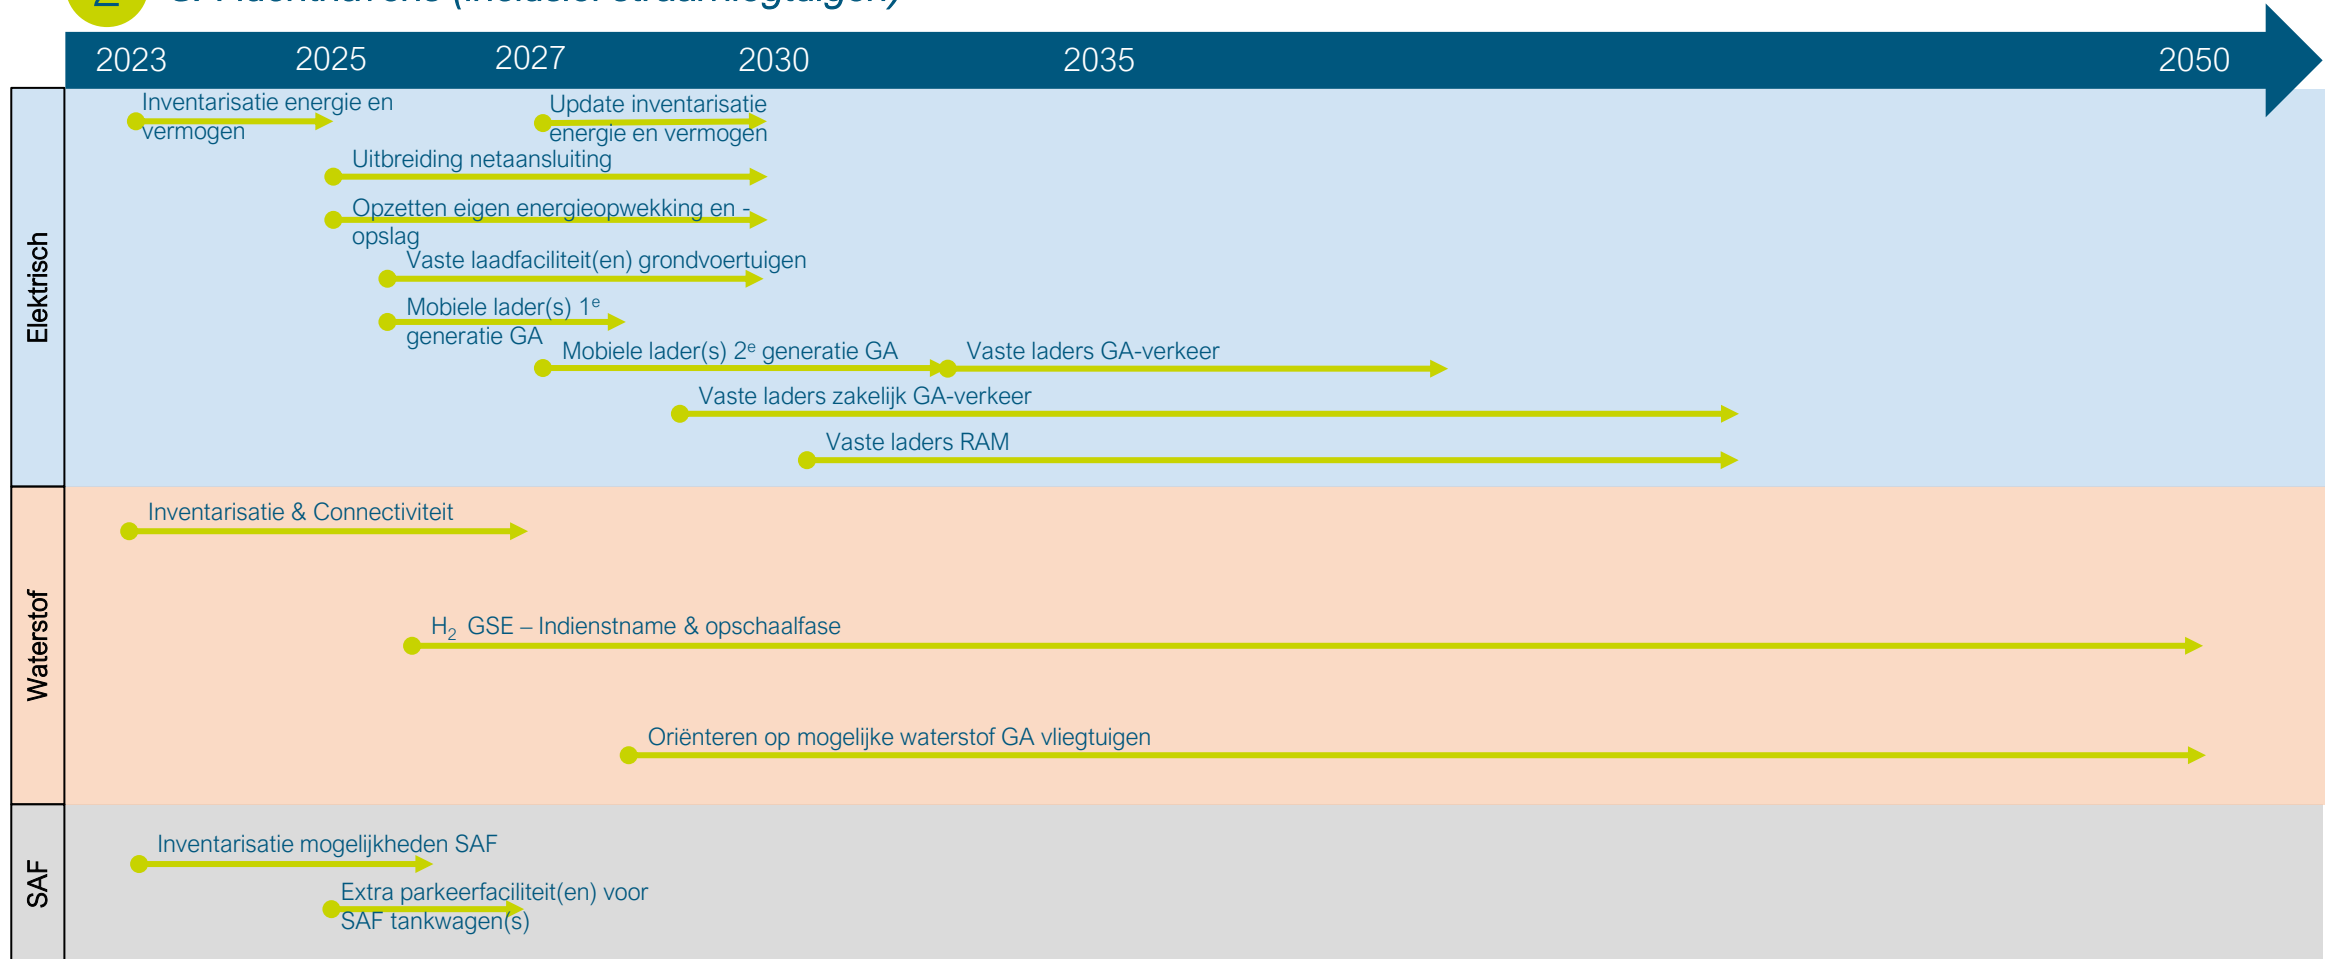 2
(inclusief straalvliegtuigen)
2023 2025 2027 2030 2035 2050
Elektrisch
Inventarisatie energie en
vermogen
Update inventarisatie
energie en vermogen
Uitbreiding netaansluiting
Opzetten eigen energieopwekking en -
opslag
Vaste laadfaciliteit(en) grondvoertuigen
Mobiele lader(s) 1ᵉ
generatie GA
Mobiele lader(s) 2ᵉ generatie GA
Vaste laders GA-verkeer
Vaste laders zakelijk GA-verkeer
Vaste laders RAM
Waterstof
Inventarisatie & Connectiviteit
H₂ GSE – Indienstname & opschaalfase
Oriënteren op mogelijke waterstof GA vliegtuigen
SAF
Inventarisatie mogelijkheden SAF
Extra parkeerfaciliteit(en) voor
SAF tankwagen(s)